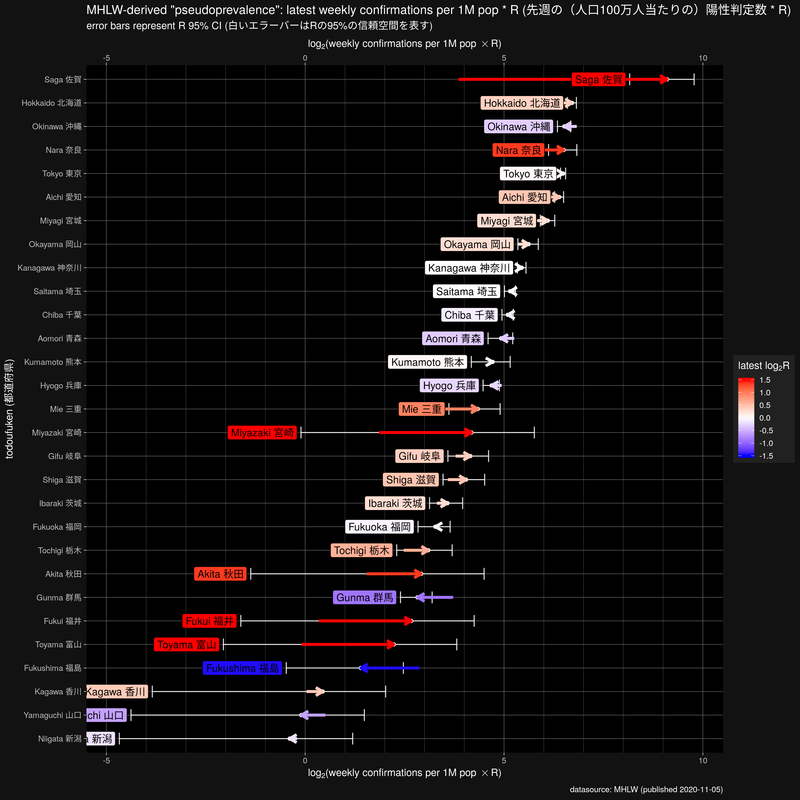 MHLW-derived "pseudoprevalence": latest weekly confirmations per 1M pop * R (先週の（人口100万人当たりの）陽性判定数 * R)
error bars represent R 95% CI (白いエラーバーはRの95%の信頼空間を表す)
log2(weekly confirmations per 1M pop × R)
-5 0 5 10
Saga 佐賀 Saga 佐賀
Hokkaido 北海道 Hokkaido 北海道
Okinawa 沖縄 Okinawa 沖縄
Nara 奈良 Nara 奈良
Tokyo 東京 Tokyo 東京
Aichi 愛知 Aichi 愛知
Miyagi 宮城 Miyagi 宮城
Okayama 岡山 Okayama 岡山
Kanagawa 神奈川 Kanagawa 神奈川
Saitama 埼玉 Saitama 埼玉
Chiba 千葉 Chiba 千葉
Aomori 青森 Aomori 青森
Kumamoto 熊本 Kumamoto 熊本
Hyogo 兵庫 Hyogo 兵庫
Mie 三重 Mie 三重
Miyazaki 宮崎 Miyazaki 宮崎
Gifu 岐阜 Gifu 岐阜
Shiga 滋賀 Shiga 滋賀
Ibaraki 茨城 Ibaraki 茨城
Fukuoka 福岡 Fukuoka 福岡
Tochigi 栃木 Tochigi 栃木
Akita 秋田 Akita 秋田
Gunma 群馬 Gunma 群馬
Fukui 福井 Fukui 福井
Toyama 富山 Toyama 富山
Fukushima 福島 Fukushima 福島
Kagawa 香川 Kagawa 香川
Yamaguchi 山口 chi 山口
Niigata 新潟 a 新潟
-5 0 5 10
log2(weekly confirmations per 1M pop × R)
todoufuken (都道府県)
latest log2R
1.5
1.0
0.5
0.0
-0.5
-1.0
-1.5
datasource: MHLW (published 2020-11-05)